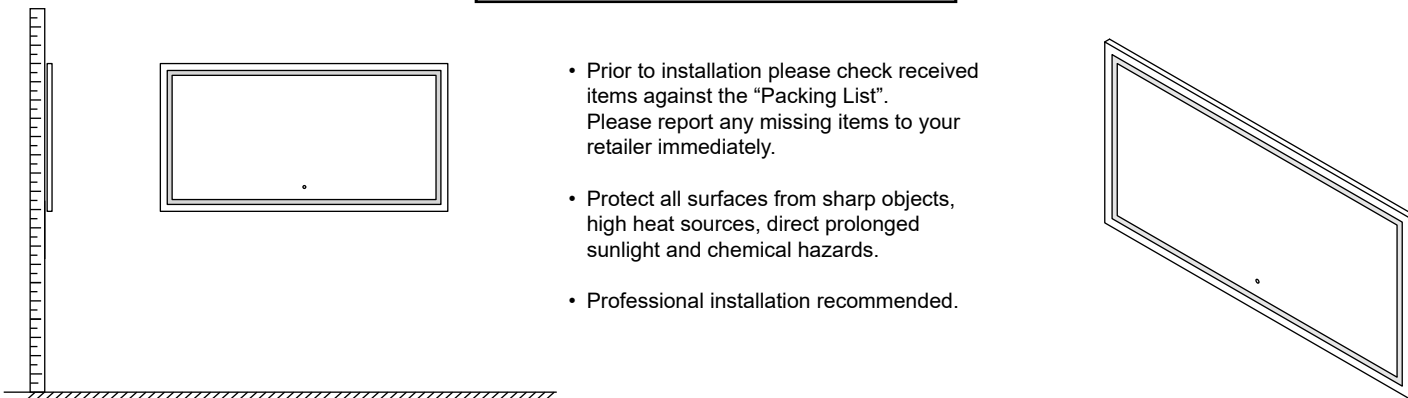 • Prior to installation please check received
items against the “Packing List”.
Please report any missing items to your
retailer immediately.
• Protect all surfaces from sharp objects,
high heat sources, direct prolonged
sunlight and chemical hazards.
• Professional installation recommended.